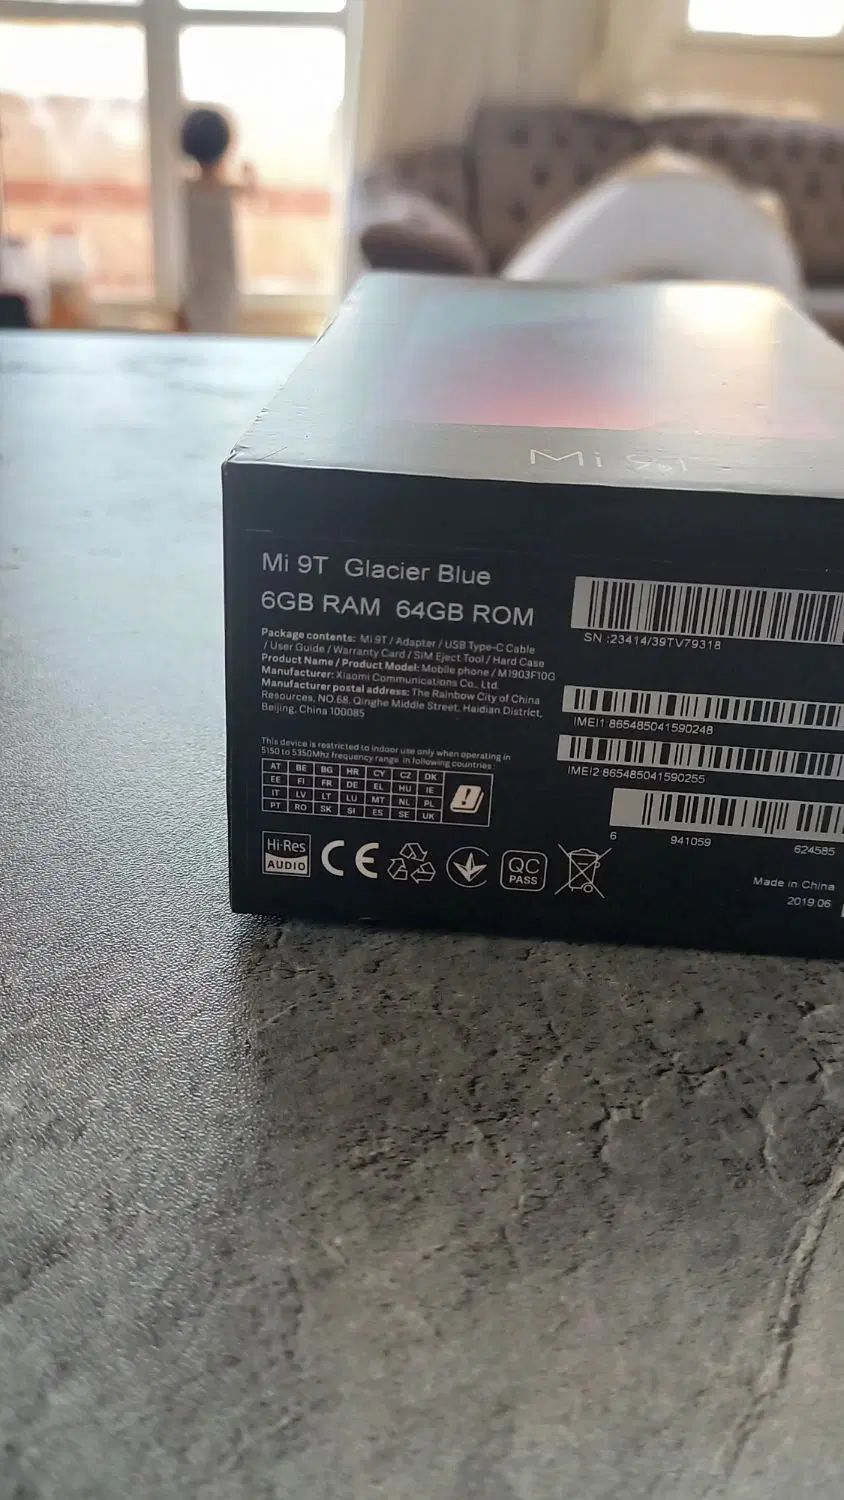 Mi 9T
Mi 9T Glacier Blue
6GB RAM 64GB ROM
Package contents: Mi 9T / Adapter / USB Type-C Cable
/ User Guide / Warranty Card / SIM Eject Tool / Hard Case
Product Name / Product Model: Mobile phone / M1903F10G
Manufacturer: Xiaomi Communications Co., Ltd.
Manufacturer postal address: The Rainbow City of China
Resources, NO.68, Qinghe Middle Street, Haidian District,
Beijing, China 100085
This device is restricted to indoor use only when operating in
5150 to 5350Mhz frequency range in following countries:
AT BE BG HR CY CZ DK
EE FI FR DE EL HU IE
IT LV LT LU MT NL PL
PT RO SK SI ES SE UK
Hi-Res
AUDIO
CE
QC
PASS
SN :23414/39TV79318
IMEI1 865485041590248
IMEI2 865485041590255
6 941059 624585
Made in China
2019.06